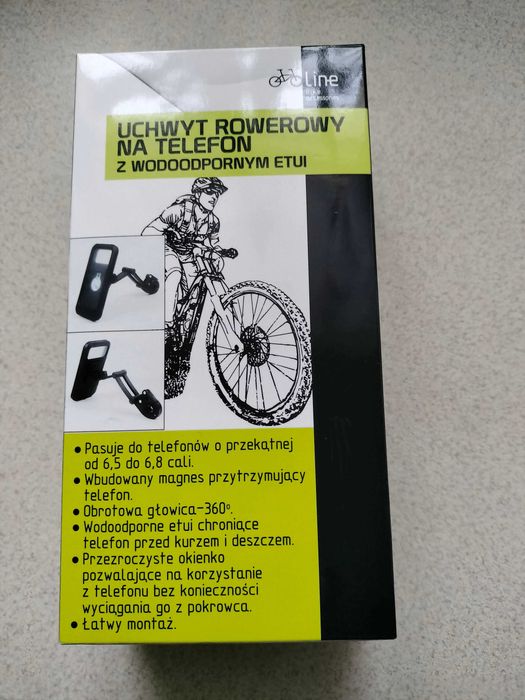 line
bike
accessories
UCHWYT ROWEROWY
NA TELEFON
Z WODOODPORNYM ETUI
• Pasuje do telefonów o przekątnej
od 6,5 do 6,8 cali.
• Wbudowany magnes przytrzymujący
telefon.
• Obrotowa głowica-360°.
• Wodoodporne etui chroniące
telefon przed kurzem i deszczem.
• Przezroczyste okienko
pozwalające na korzystanie
z telefonu bez konieczności
wyciągania go z pokrowca.
• Łatwy montaż.